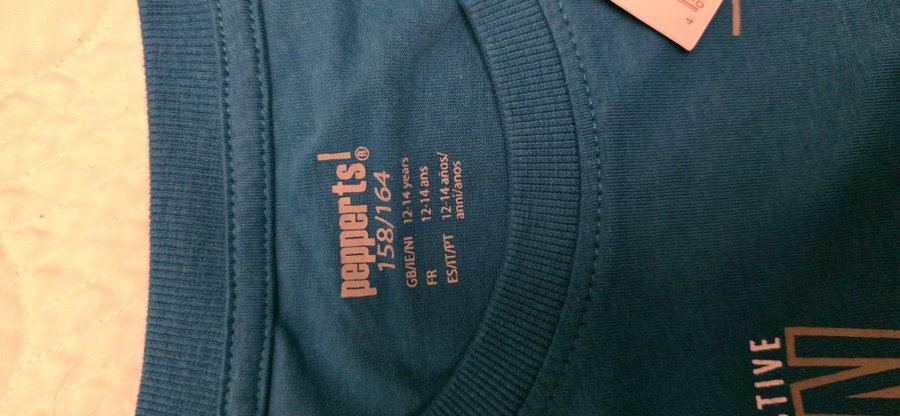 pepperts!®
158/164
GB/IE/NI 12-14 years
FR 12-14 ans
ES/IT/PT 12-14 años/
anni/anos
TIVE
N
4